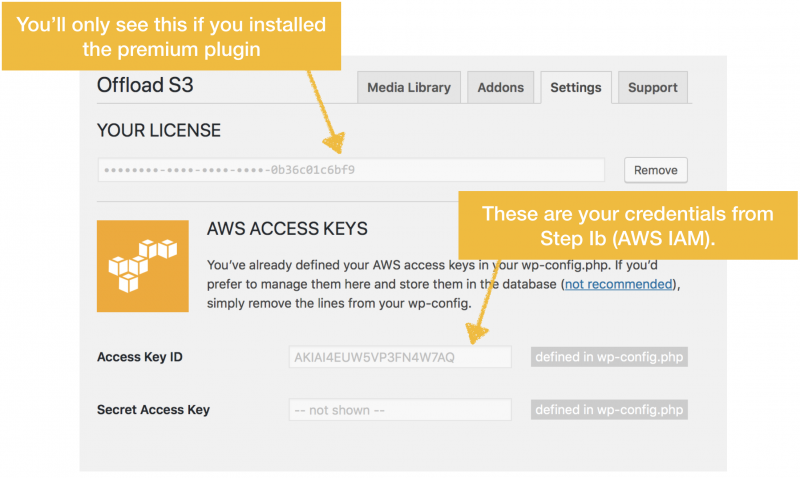 You'll only see this if you installed
the premium plugin
Offload S3
Media Library
Addons
Settings
Support
YOUR LICENSE
••••••••-••••-••••-••••-0b36c01c6bf9
Remove
These are your credentials from
Step Ib (AWS IAM).
AWS ACCESS KEYS
You've already defined your AWS access keys in your wp-config.php. If you'd
prefer to manage them here and store them in the database (not recommended),
simply remove the lines from your wp-config.
Access Key ID
AKIAI4EUW5VP3FN4W7AQ
defined in wp-config.php
Secret Access Key
-- not shown --
defined in wp-config.php